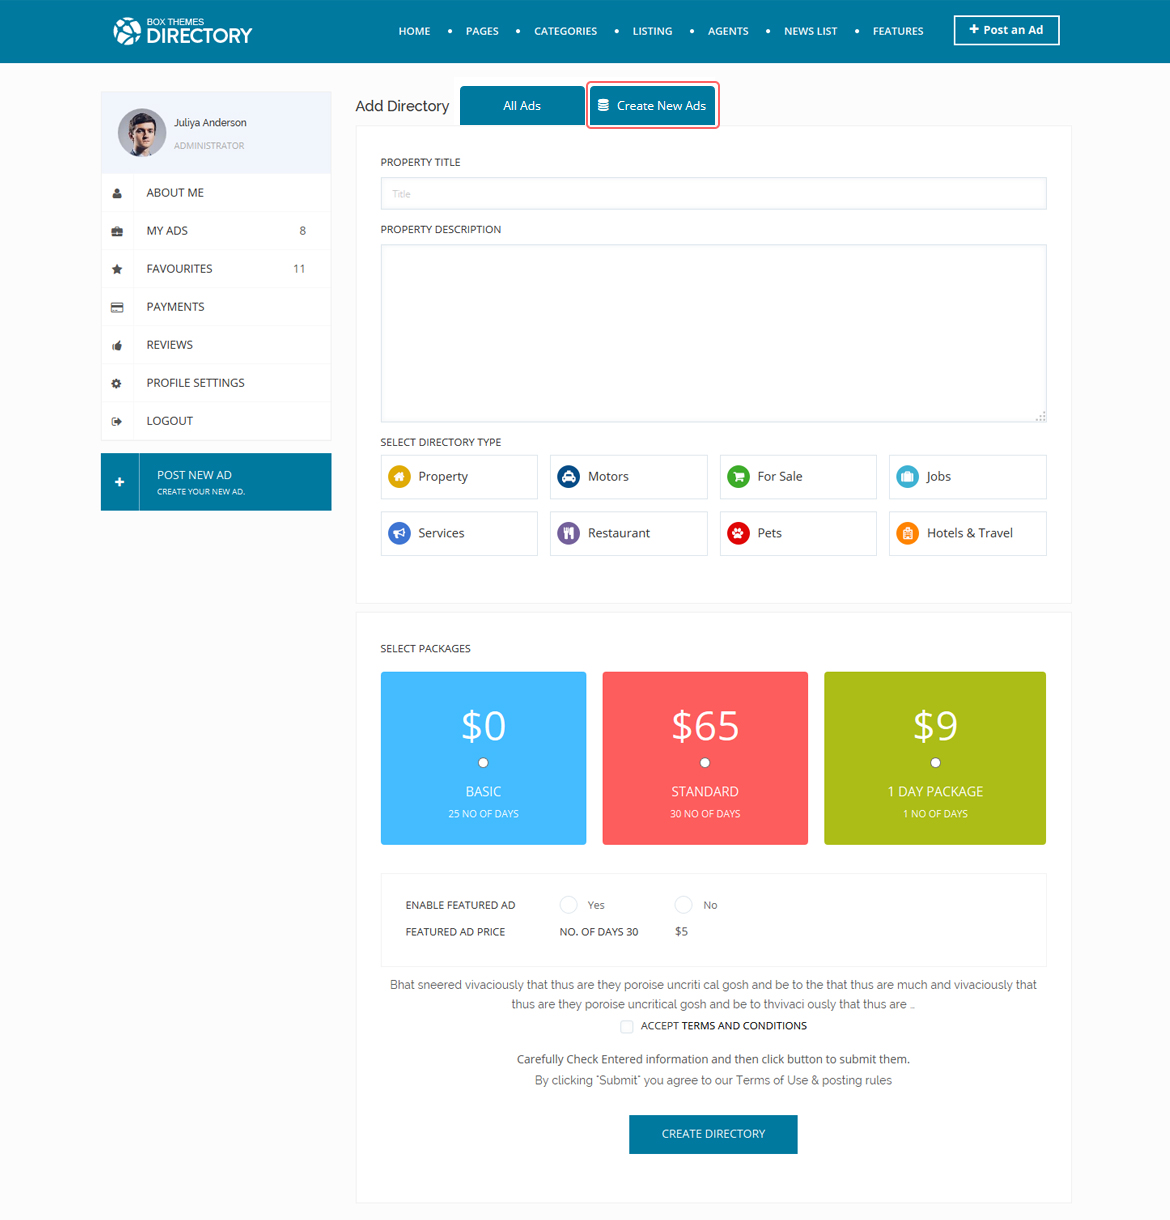 BOX THEMES
DIRECTORY
HOME • PAGES • CATEGORIES • LISTING • AGENTS • NEWS LIST • FEATURES
+ Post an Ad
Juliya Anderson
ADMINISTRATOR
ABOUT ME
MY ADS 8
FAVOURITES 11
PAYMENTS
REVIEWS
PROFILE SETTINGS
LOGOUT
+ POST NEW AD
CREATE YOUR NEW AD.
Add Directory All Ads Create New Ads
PROPERTY TITLE
Title
PROPERTY DESCRIPTION
SELECT DIRECTORY TYPE
Property Motors For Sale Jobs
Services Restaurant Pets Hotels & Travel
SELECT PACKAGES
$0 $65 $9
BASIC STANDARD 1 DAY PACKAGE
25 NO OF DAYS 30 NO OF DAYS 1 NO OF DAYS
ENABLE FEATURED AD Yes No
FEATURED AD PRICE NO. OF DAYS 30 $5
Bhat sneered vivaciously that thus are they poroise uncriti cal gosh and be to the that thus are much and vivaciously that
thus are they poroise uncritical gosh and be to thvivaci ously that thus are ...
ACCEPT TERMS AND CONDITIONS
Carefully Check Entered information and then click button to submit them.
By clicking "Submit" you agree to our Terms of Use & posting rules
CREATE DIRECTORY